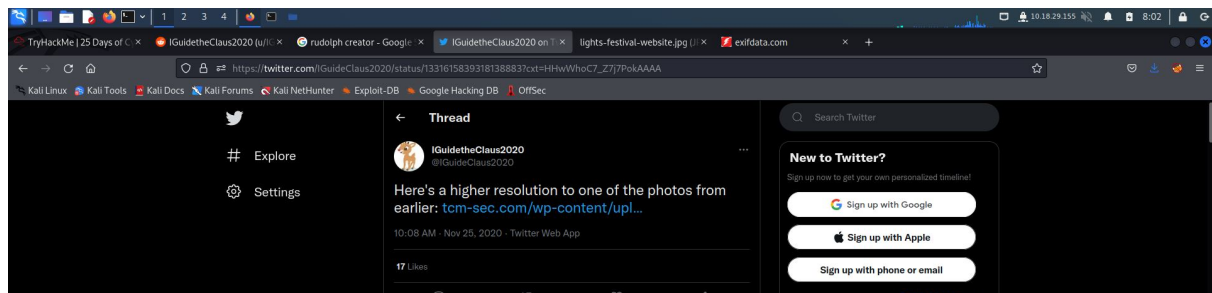 1 2 3 4
10.18.29.155
8:02
TryHackMe | 25 Days of C
IGuidetheClaus2020 (u/IG
rudolph creator - Google
IGuidetheClaus2020 on T
lights-festival-website.jpg (JI
exifdata.com
https://twitter.com/IGuideClaus2020/status/1331615839318138883?cxt=HHwWhoC7_Z7j7PokAAAA
Kali Linux Kali Tools Kali Docs Kali Forums Kali NetHunter Exploit-DB Google Hacking DB OffSec
Thread
Search Twitter
Explore
Settings
IGuidetheClaus2020
@IGuideClaus2020
Here's a higher resolution to one of the photos from
earlier: tcm-sec.com/wp-content/upl...
10:08 AM · Nov 25, 2020 · Twitter Web App
17 Likes
New to Twitter?
Sign up now to get your own personalized timeline!
Sign up with Google
Sign up with Apple
Sign up with phone or email